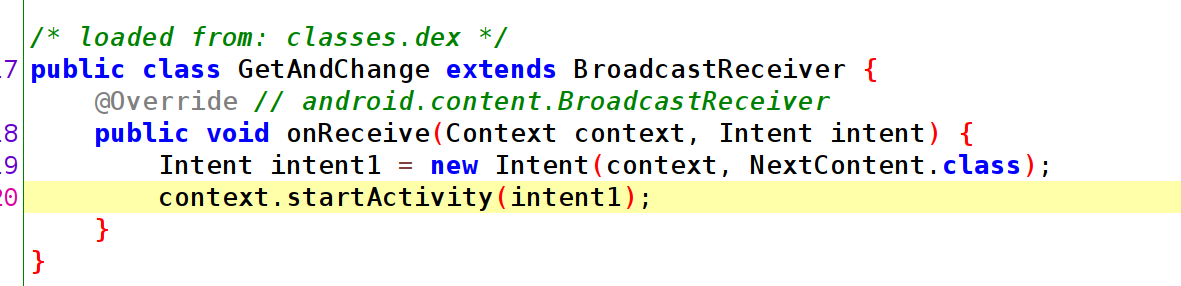 /* loaded from: classes.dex */
17 public class GetAndChange extends BroadcastReceiver {
@Override // android.content.BroadcastReceiver
18 public void onReceive(Context context, Intent intent) {
19 Intent intent1 = new Intent(context, NextContent.class);
20 context.startActivity(intent1);
}
}